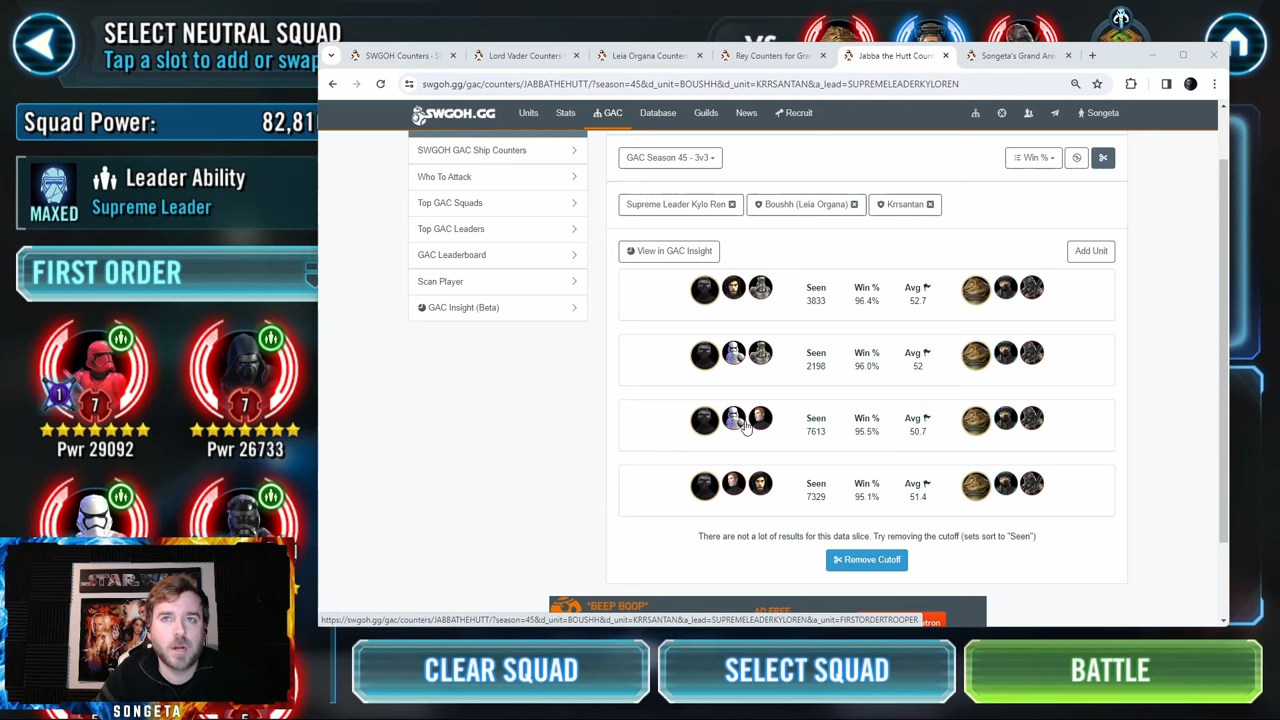 SELECT NEUTRAL SQUAD
Tap a slot to add or swap
VS
SWGOH Counters - S
Lord Vader Counters
Leia Organa Counters
Rey Counters for Gra
Jabba the Hutt Count
Songeta's Grand Aren
swgoh.gg/gac/counters/JABBATHEHUTT/?season=45&d_unit=BOUSHH&d_unit=KRRSANTAN&a_lead=SUPREMELEADERKYLOREN
SWGOH.GG
Units
Stats
GAC
Database
Guilds
News
Recruit
Songeta
Squad Power: 82,81
Leader Ability
Supreme Leader
MAXED
FIRST ORDER
7
7
1
Pwr 29092
Pwr 26733
SWGOH GAC Ship Counters
Who To Attack
Top GAC Squads
Top GAC Leaders
GAC Leaderboard
Scan Player
GAC Insight (Beta)
GAC Season 45 - 3v3
Win %
Supreme Leader Kylo Ren
Boushh (Leia Organa)
Krrsantan
View in GAC Insight
Add Unit
Seen Win % Avg
3833 96.4% 52.7
Seen Win % Avg
2198 96.0% 52
Seen Win % Avg
7613 95.5% 50.7
Seen Win % Avg
7329 95.1% 51.4
There are not a lot of results for this data slice. Try removing the cutoff (sets sort to "Seen")
Remove Cutoff
*BEEP BOOP*
AD FREE
https://swgoh.gg/gac/counters/JABBATHEHUTT/?season=45&d_unit=BOUSHH&d_unit=KRRSANTAN&a_lead=SUPREMELEADERKYLOREN&a_unit=FIRSTORDERTROOPER
tron
STAR WARS
SONGETA
CLEAR SQUAD
SELECT SQUAD
BATTLE